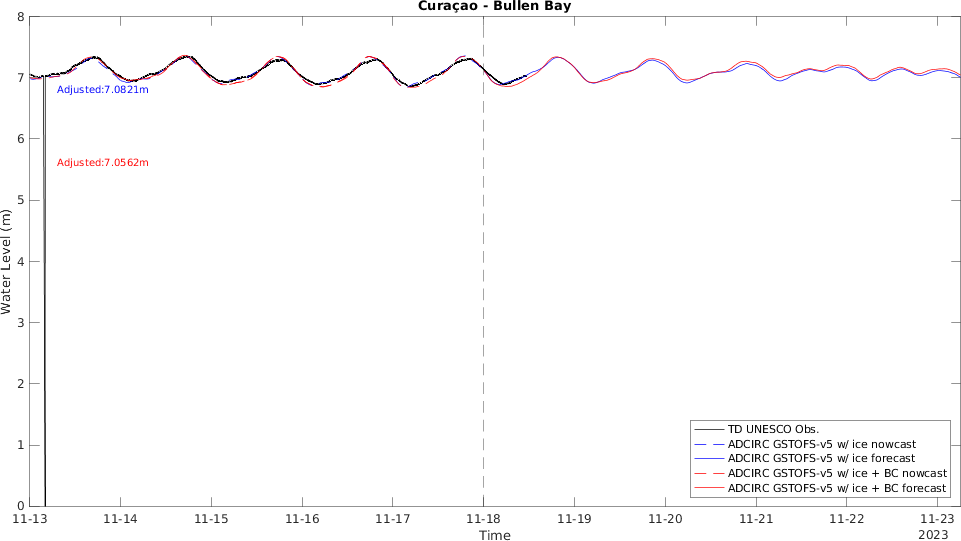 Curaçao - Bullen Bay
8
7
6
5
4
3
2
1
0
Water Level (m)
Adjusted:7.0821m
Adjusted:7.0562m
TD UNESCO Obs.
ADCIRC GSTOFS-v5 w/ ice nowcast
ADCIRC GSTOFS-v5 w/ ice forecast
ADCIRC GSTOFS-v5 w/ ice + BC nowcast
ADCIRC GSTOFS-v5 w/ ice + BC forecast
11-13 11-14 11-15 11-16 11-17 11-18 11-19 11-20 11-21 11-22 11-23
Time
2023